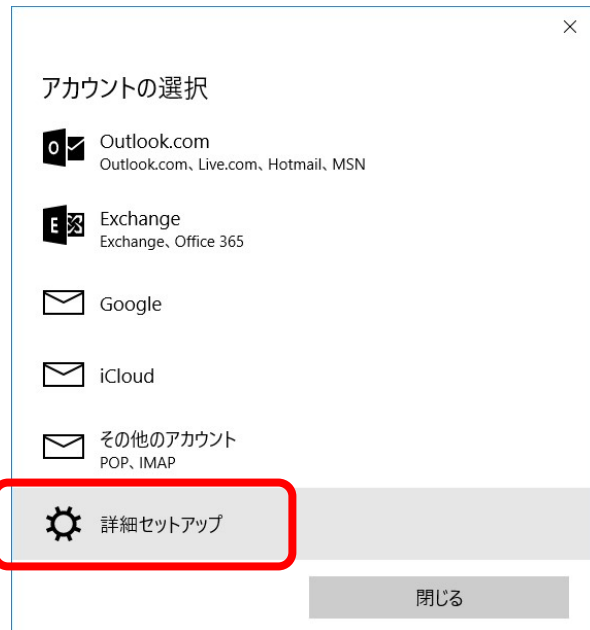 アカウントの選択
Outlook.com
Outlook.com、Live.com、Hotmail、MSN
Exchange
Exchange、Office 365
Google
iCloud
その他のアカウント
POP、IMAP
詳細セットアップ
閉じる